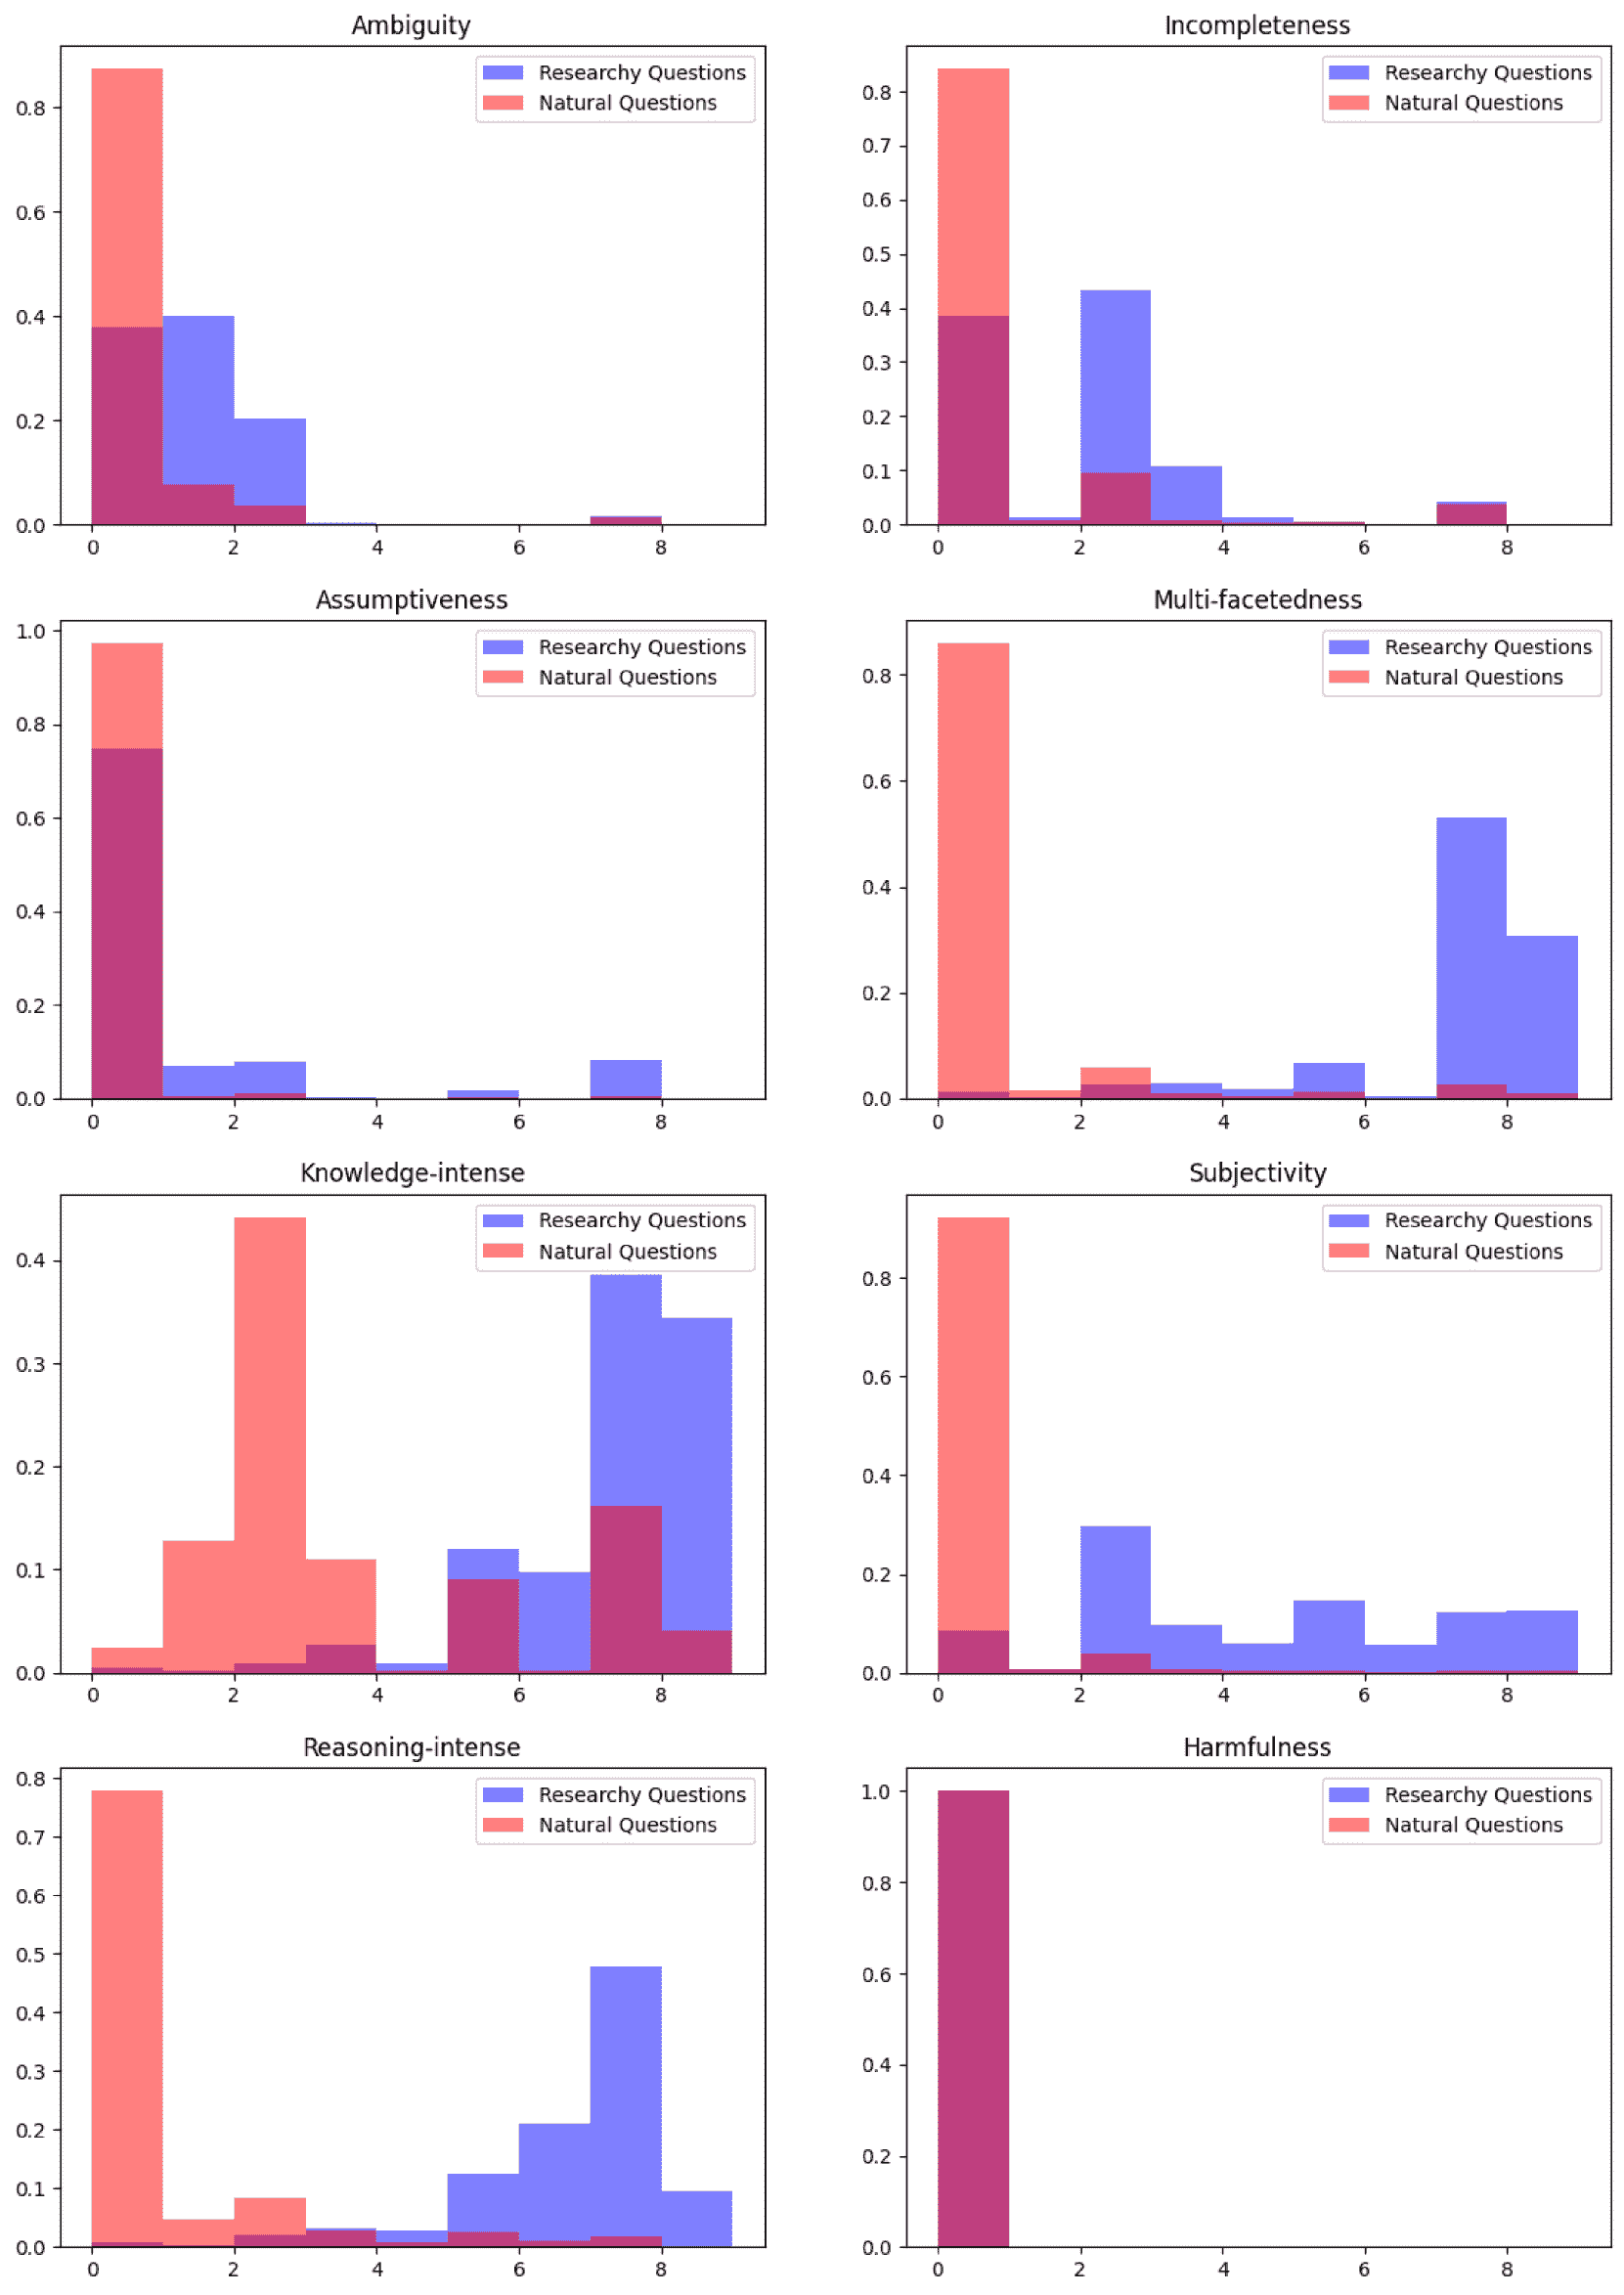 Ambiguity
Researchy Questions
Natural Questions
0.8
0.6
0.4
0.2
0.0
0 2 4 6 8
Incompleteness
Researchy Questions
Natural Questions
0.8
0.7
0.6
0.5
0.4
0.3
0.2
0.1
0.0
0 2 4 6 8
Assumptiveness
Researchy Questions
Natural Questions
1.0
0.8
0.6
0.4
0.2
0.0
0 2 4 6 8
Multi-facetedness
Researchy Questions
Natural Questions
0.8
0.6
0.4
0.2
0.0
0 2 4 6 8
Knowledge-intense
Researchy Questions
Natural Questions
0.4
0.3
0.2
0.1
0.0
0 2 4 6 8
Subjectivity
Researchy Questions
Natural Questions
0.8
0.6
0.4
0.2
0.0
0 2 4 6 8
Reasoning-intense
Researchy Questions
Natural Questions
0.8
0.7
0.6
0.5
0.4
0.3
0.2
0.1
0.0
0 2 4 6 8
Harmfulness
Researchy Questions
Natural Questions
1.0
0.8
0.6
0.4
0.2
0.0
0 2 4 6 8